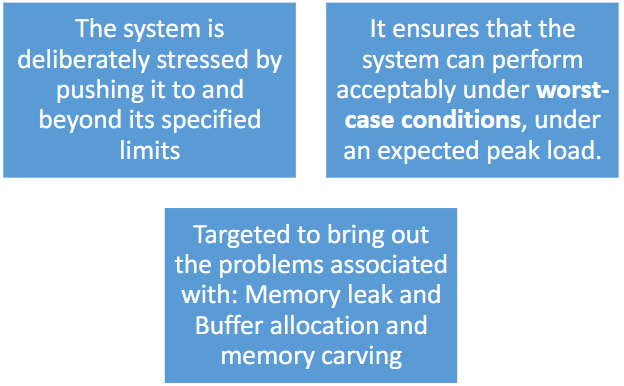 The system is
deliberately stressed by
pushing it to and
beyond its specified
limits
It ensures that the
system can perform
acceptably under worst-
case conditions, under
an expected peak load.
Targeted to bring out
the problems associated
with: Memory leak and
Buffer allocation and
memory carving